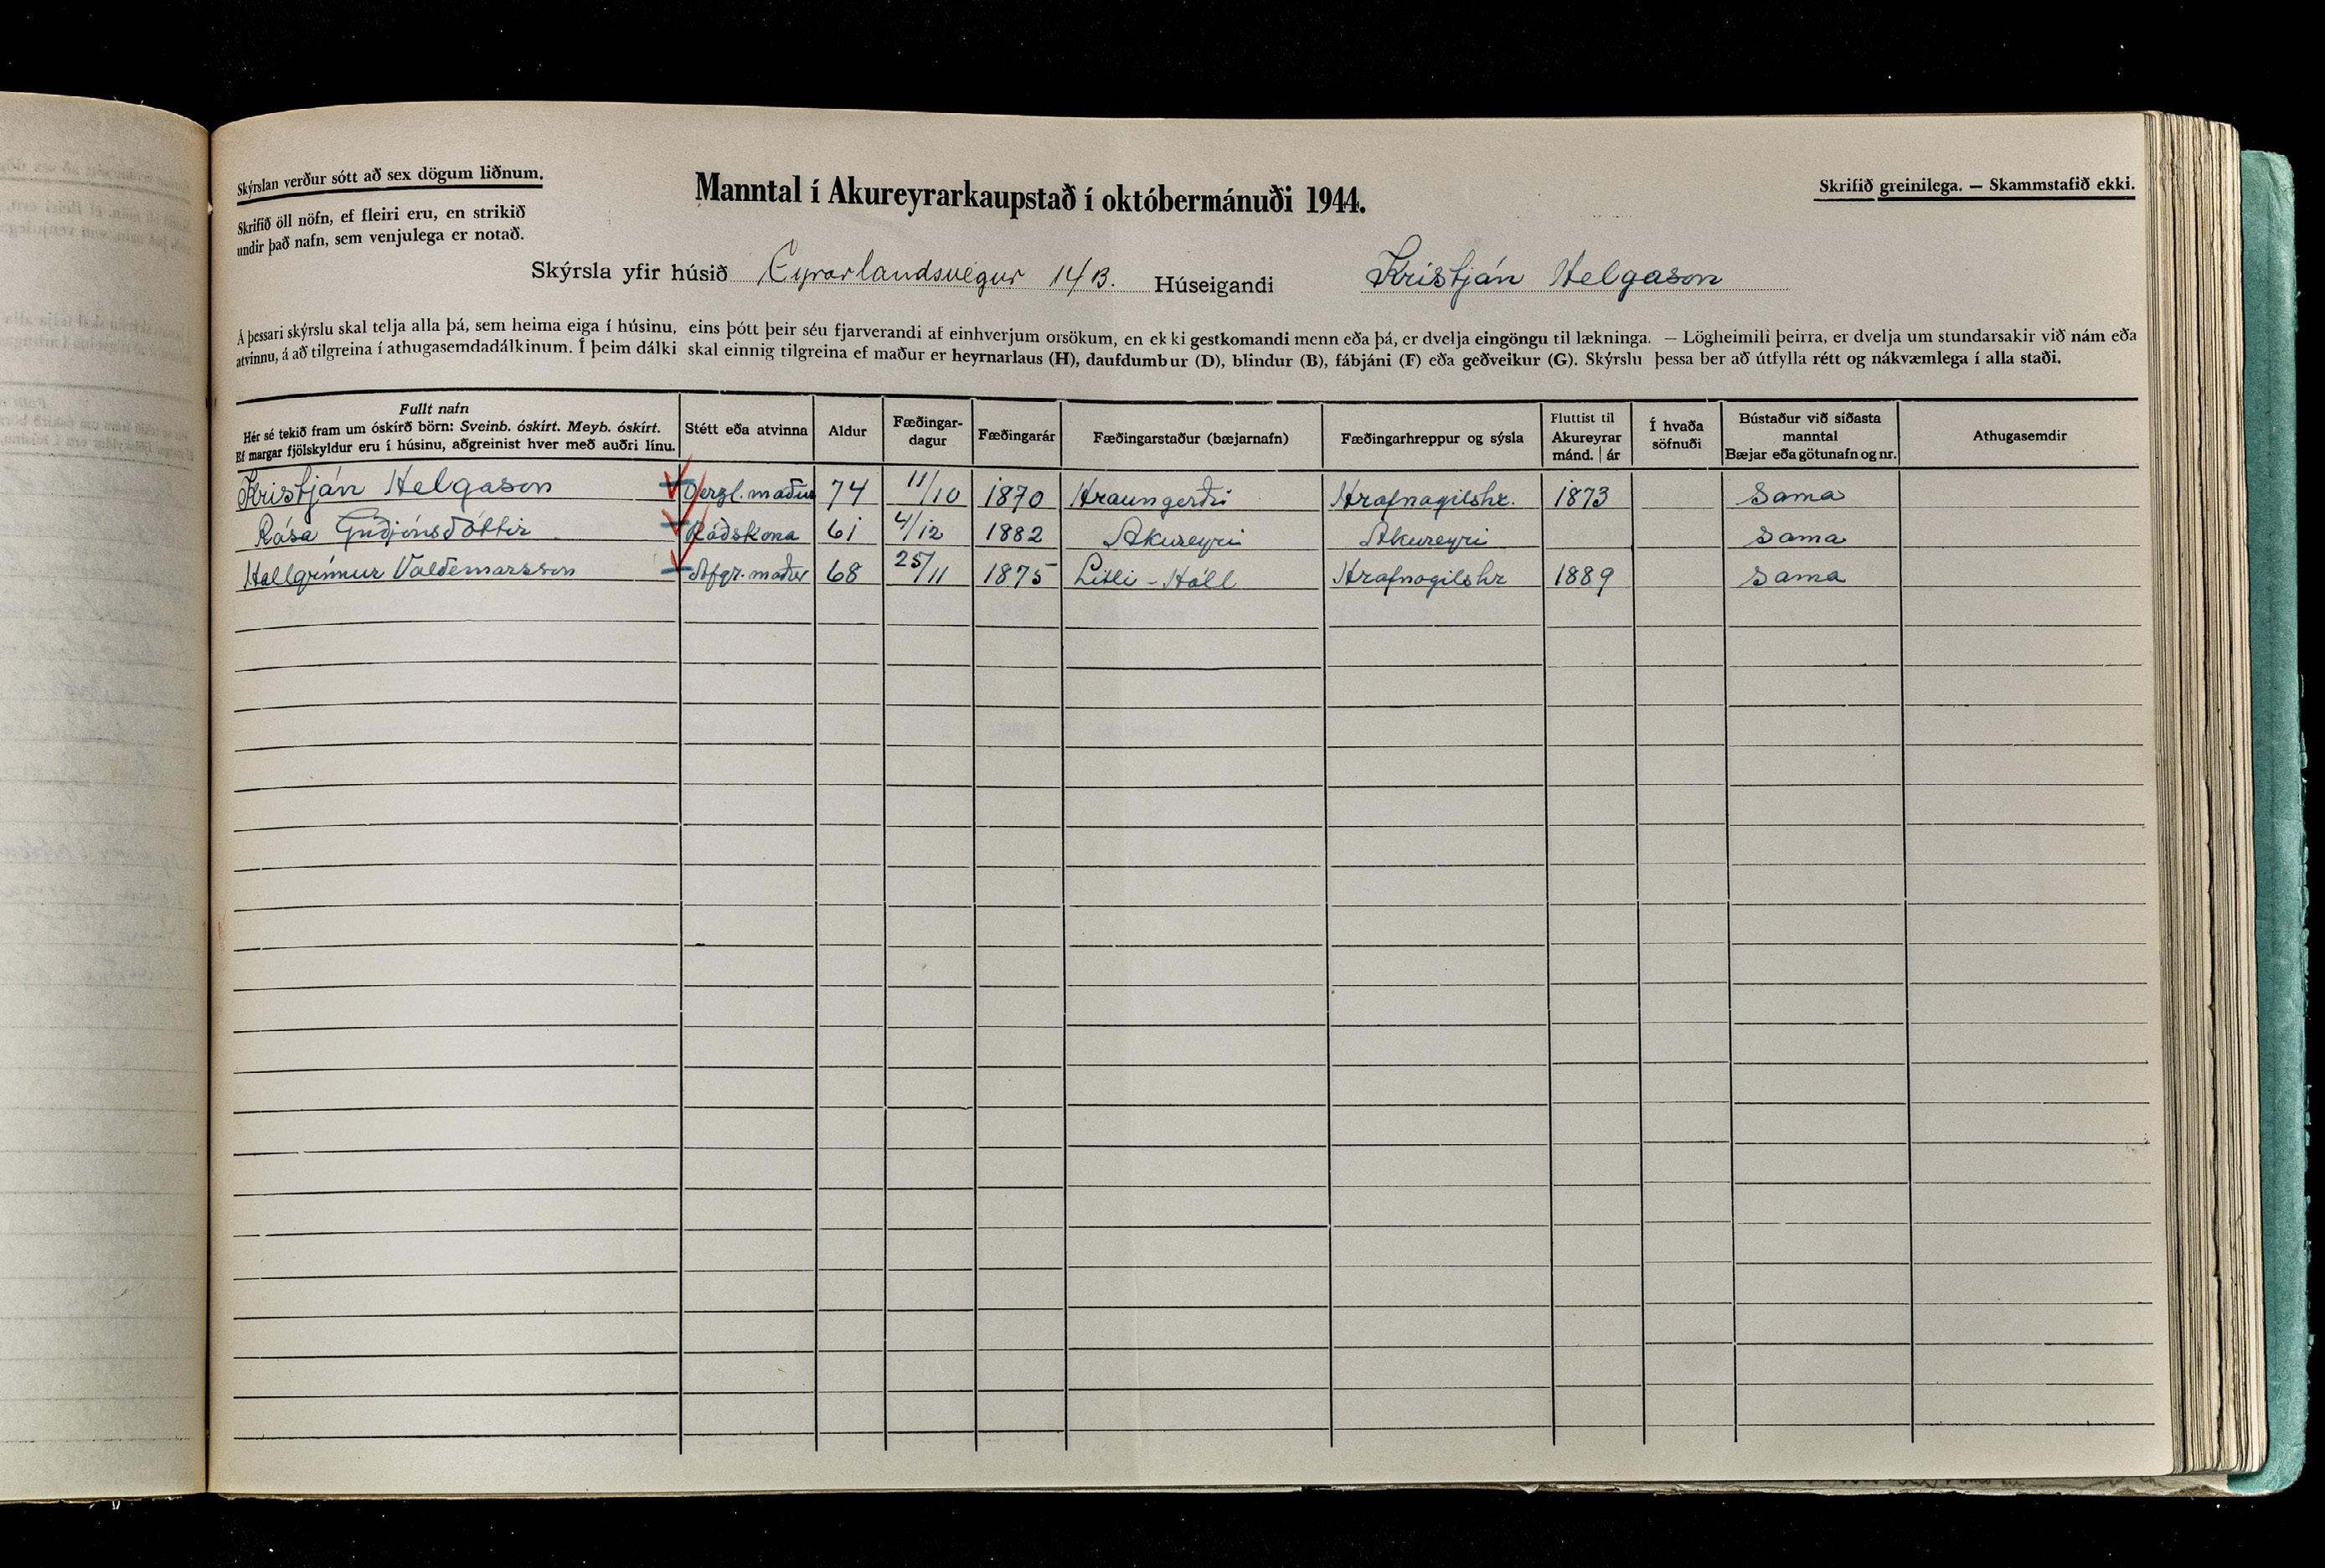 Skýrslan verður sótt að sex dögum liðnum.
Skrifið öll nöfn, ef fleiri eru, en strikið
undir það nafn, sem venjulega er notað.
Manntal í Akureyrarkaupstað í októbermánuði 1944.
Skrifið greinilega. — Skammstafið ekki.
Skýrsla yfir húsið Eyrarlandsvegur 14B. Húseigandi Kristján Helgason
Á þessari skýrslu skal telja alla þá, sem heima eiga í húsinu, eins þótt þeir séu fjarverandi af einhverjum orsökum, en ekki gestkomandi menn eða þá, er dvelja eingöngu til lækninga. — Lögheimili þeirra, er dvelja um stundarsakir við nám eða
atvinnu, á að tilgreina í athugasemdadálkinum. Í þeim dálki skal einnig tilgreina ef maður er heyrnarlaus (H), daufdumbur (D), blindur (B), fábjáni (F) eða geðveikur (G). Skýrslu þessa ber að útfylla rétt og nákvæmlega í alla staði.
Fullt nafn
Hér sé tekið fram um óskírð börn: Sveinb. óskírt. Meyb. óskírt.
Ef margar fjölskyldur eru í húsinu, aðgreinist hver með auðri línu.
Stétt eða atvinna
Aldur
Fæðingar-
dagur
Fæðingarár
Fæðingarstaður (bæjarnafn)
Fæðingarhreppur og sýsla
Fluttist til
Akureyrar
mánd. | ár
Í hvaða
söfnuði
Bústaður við síðasta
manntal
Bæjar eða götunafn og nr.
Athugasemdir
Kristján Helgason Verzl.maður 74 11/10 1870 Hraungerði Hrafnagilshr. 1873 Sama
Rósa Guðjónsdóttir Ráðskona 61 4/12 1882 Akureyri Akureyri Sama
Hallgrímur Valdemarsson Afgr.maður 68 25/11 1875 Litli-Hóll Hrafnagilshr 1889 Sama